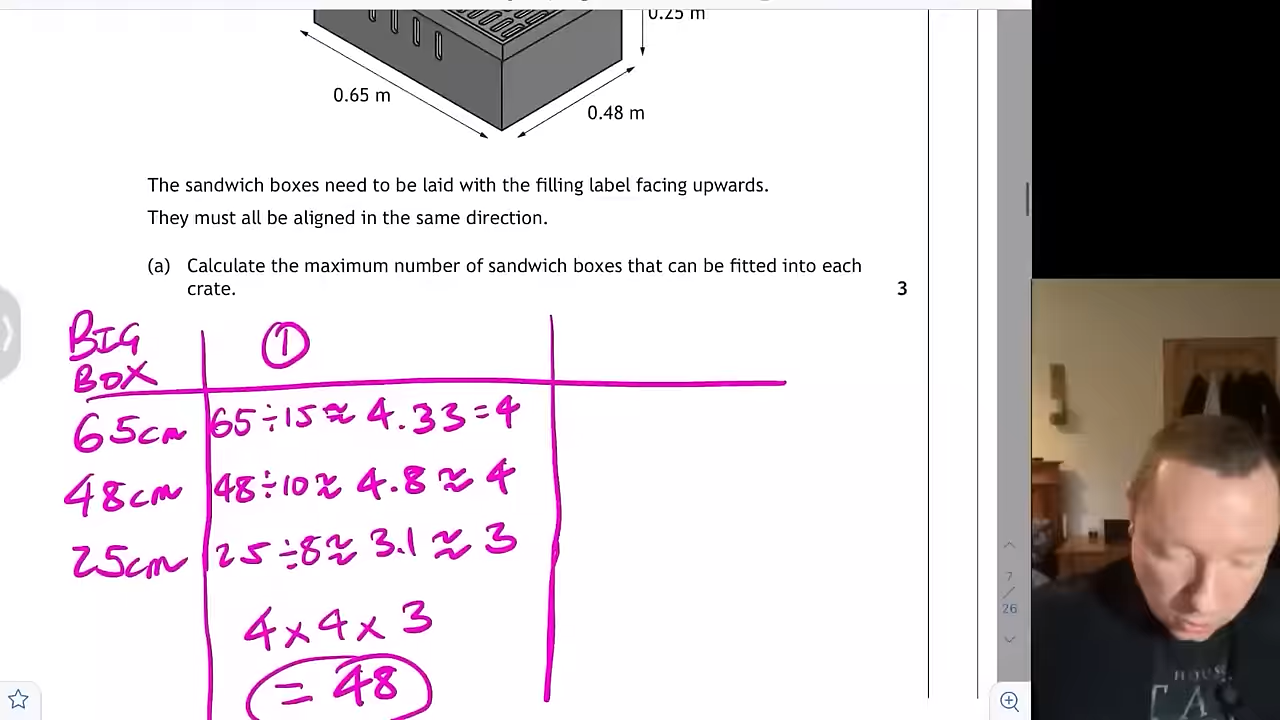 0.25 m
0.65 m
0.48 m
The sandwich boxes need to be laid with the filling label facing upwards.
They must all be aligned in the same direction.
(a) Calculate the maximum number of sandwich boxes that can be fitted into each
crate.
3
BIG
BOX
①
65cm 65÷15≈ 4.33=4
48cm 48÷10≈ 4.8≈ 4
25cm 25÷8≈ 3.1≈ 3
4×4×3
= 48
7
/
26